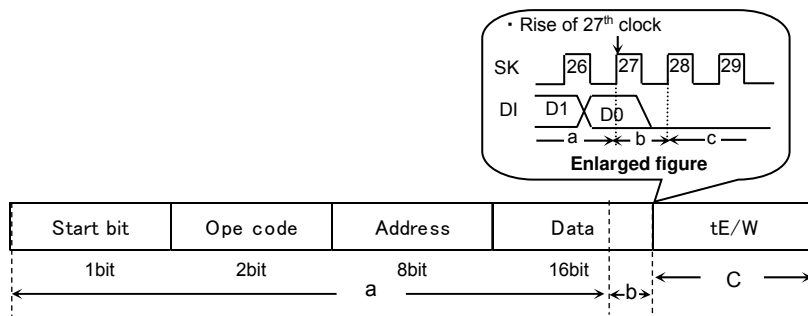 ・Rise of 27th clock
SK 26 27 28 29
DI D1 D0
a b c
Enlarged figure
Start bit Ope code Address Data tE/W
1bit 2bit 8bit 16bit
a b C